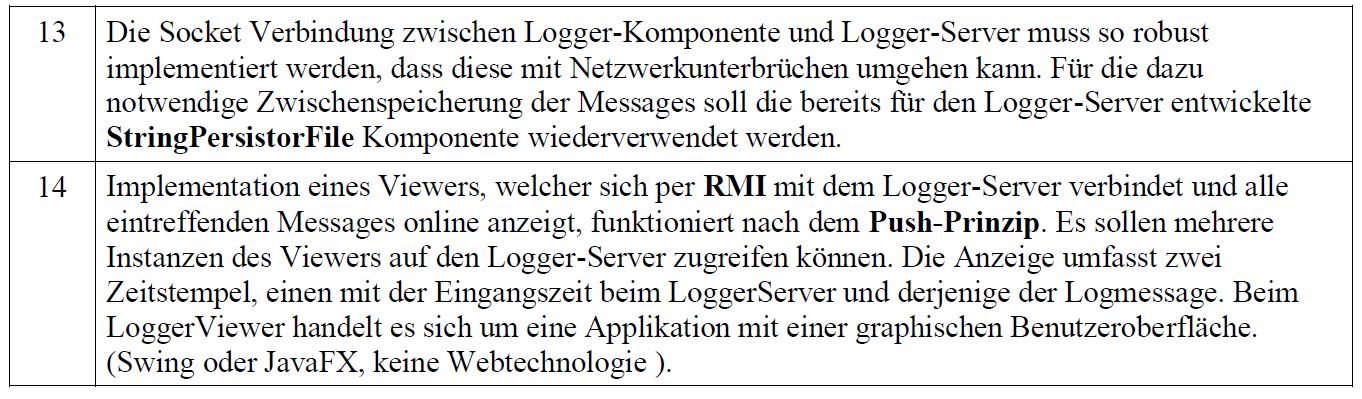 13 Die Socket Verbindung zwischen Logger-Komponente und Logger-Server muss so robust
implementiert werden, dass diese mit Netzwerkunterbrüchen umgehen kann. Für die dazu
notwendige Zwischenspeicherung der Messages soll die bereits für den Logger-Server entwickelte
StringPersistorFile Komponente wiederverwendet werden.
14 Implementation eines Viewers, welcher sich per RMI mit dem Logger-Server verbindet und alle
eintreffenden Messages online anzeigt, funktioniert nach dem Push-Prinzip. Es sollen mehrere
Instanzen des Viewers auf den Logger-Server zugreifen können. Die Anzeige umfasst zwei
Zeitstempel, einen mit der Eingangszeit beim LoggerServer und derjenige der Logmessage. Beim
LoggerViewer handelt es sich um eine Applikation mit einer graphischen Benutzeroberfläche.
(Swing oder JavaFX, keine Webtechnologie ).